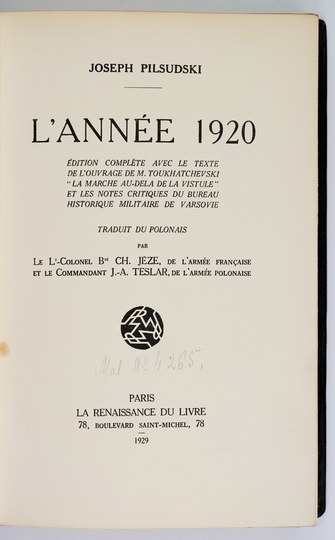 JOSEPH PILSUDSKI
L'ANNÉE 1920
ÉDITION COMPLÈTE AVEC LE TEXTE
DE L'OUVRAGE DE M. TOUKHATCHEVSKI
"LA MARCHE AU-DELA DE LA VISTULE"
ET LES NOTES CRITIQUES DU BUREAU
HISTORIQUE MILITAIRE DE VARSOVIE
TRADUIT DU POLONAIS
PAR
LE Lᵗ-COLONEL Bᵉᵗ CH. JÈZE, DE L'ARMÉE FRANÇAISE
ET LE COMMANDANT J.-A. TESLAR, DE L'ARMÉE POLONAISE
PARIS
LA RENAISSANCE DU LIVRE
78, BOULEVARD SAINT-MICHEL, 78
1929